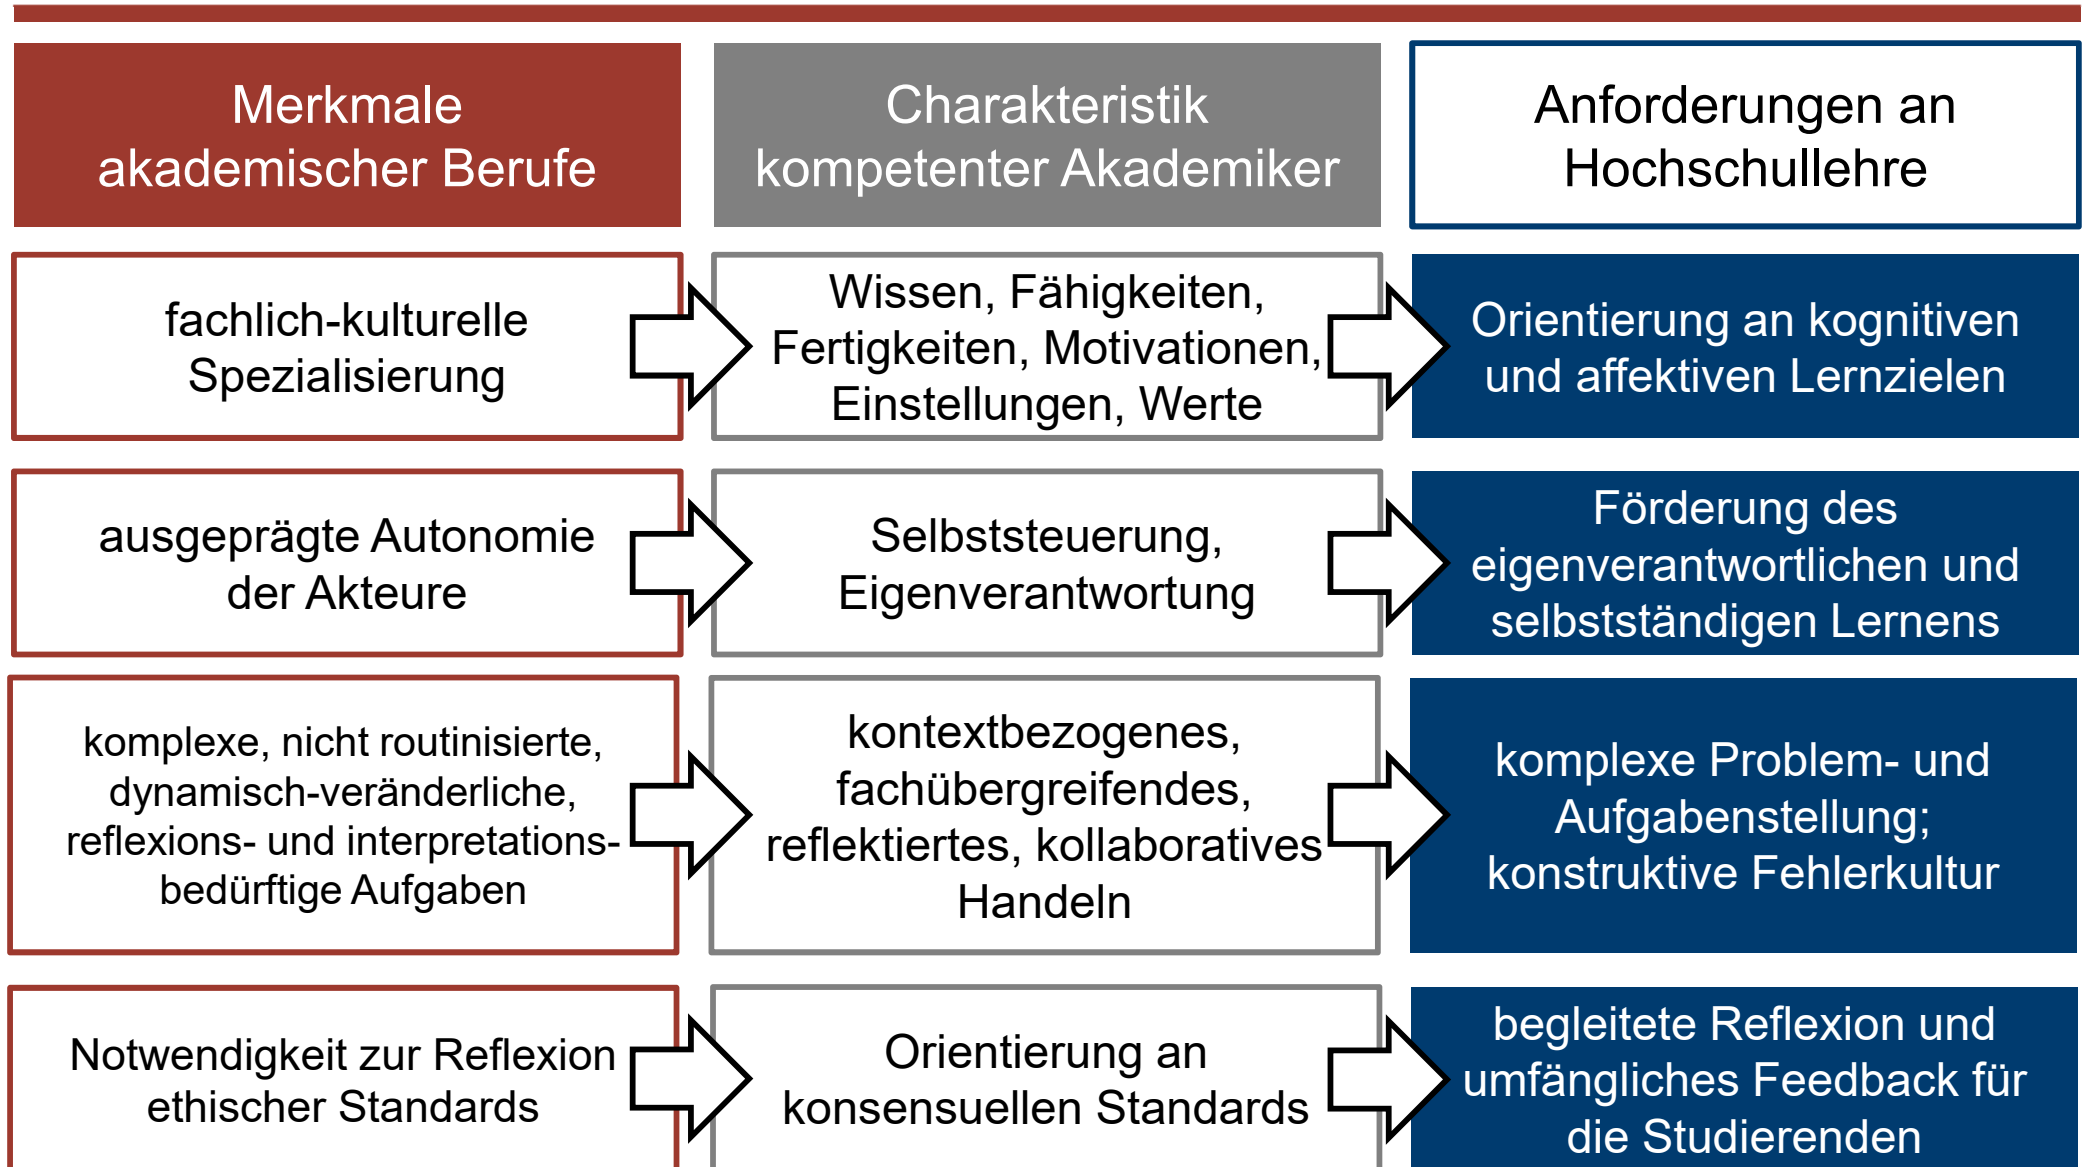 Merkmale
akademischer Berufe
Charakteristik
kompetenter Akademiker
Anforderungen an
Hochschullehre
fachlich-kulturelle
Spezialisierung
Wissen, Fähigkeiten,
Fertigkeiten, Motivationen,
Einstellungen, Werte
Orientierung an kognitiven
und affektiven Lernzielen
ausgeprägte Autonomie
der Akteure
Selbststeuerung,
Eigenverantwortung
Förderung des
eigenverantwortlichen und
selbstständigen Lernens
komplexe, nicht routinisierte,
dynamisch-veränderliche,
reflexions- und interpretations-
bedürftige Aufgaben
kontextbezogenes,
fachübergreifendes,
reflektiertes, kollaboratives
Handeln
komplexe Problem- und
Aufgabenstellung;
konstruktive Fehlerkultur
Notwendigkeit zur Reflexion
ethischer Standards
Orientierung an
konsensuellen Standards
begleitete Reflexion und
umfängliches Feedback für
die Studierenden